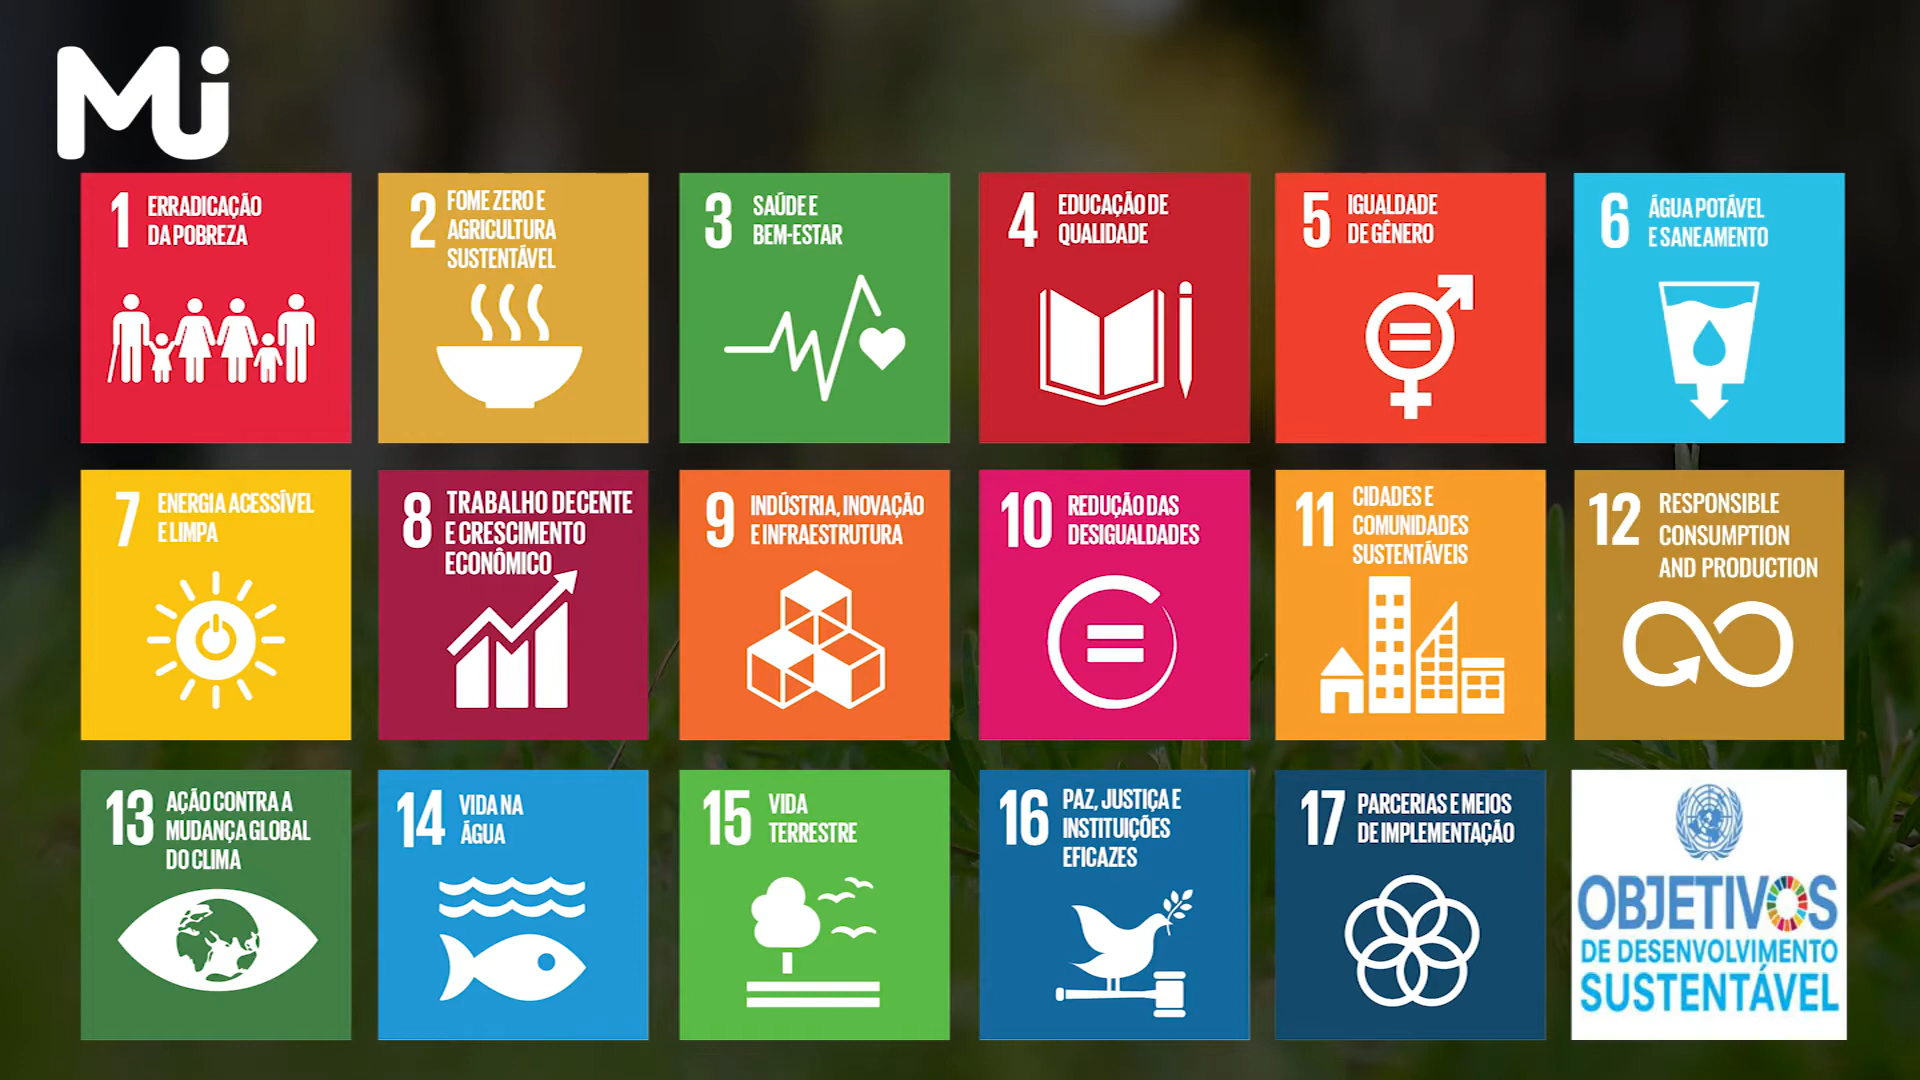 MU
1 ERRADICAÇÃO
DA POBREZA
2 FOME ZERO E
AGRICULTURA
SUSTENTÁVEL
3 SAÚDE E
BEM-ESTAR
4 EDUCAÇÃO DE
QUALIDADE
5 IGUALDADE
DE GÊNERO
6 ÁGUA POTÁVEL
E SANEAMENTO
7 ENERGIA ACESSÍVEL
E LIMPA
8 TRABALHO DECENTE
E CRESCIMENTO
ECONÔMICO
9 INDÚSTRIA, INOVAÇÃO
E INFRAESTRUTURA
10 REDUÇÃO DAS
DESIGUALDADES
11 CIDADES E
COMUNIDADES
SUSTENTÁVEIS
12 RESPONSIBLE
CONSUMPTION
AND PRODUCTION
13 AÇÃO CONTRA A
MUDANÇA GLOBAL
DO CLIMA
14 VIDA NA
ÁGUA
15 VIDA
TERRESTRE
16 PAZ, JUSTIÇA E
INSTITUIÇÕES
EFICAZES
17 PARCERIAS E MEIOS
DE IMPLEMENTAÇÃO
OBJETIVOS
DE DESENVOLVIMENTO
SUSTENTÁVEL